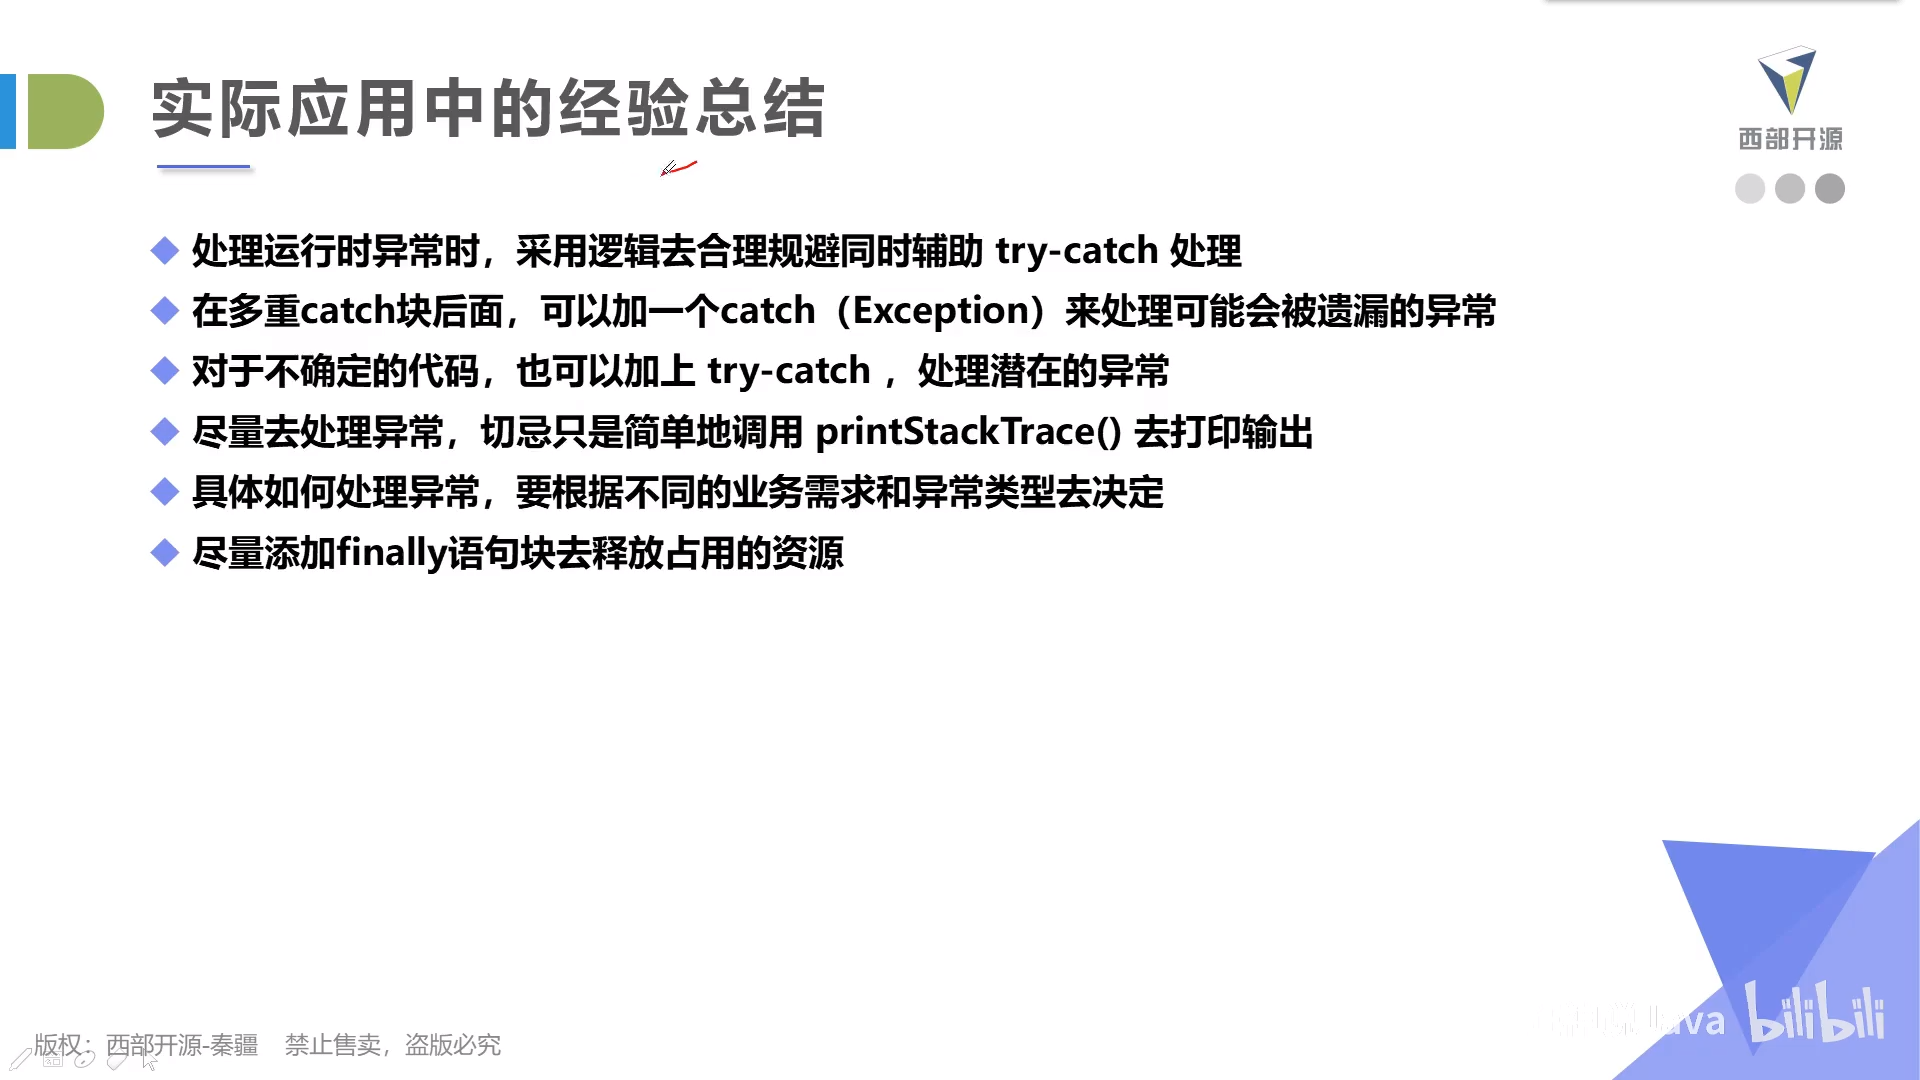 实际应用中的经验总结
西部开源
处理运行时异常时，采用逻辑去合理规避同时辅助 try-catch 处理
在多重catch块后面，可以加一个catch（Exception）来处理可能会被遗漏的异常
对于不确定的代码，也可以加上 try-catch ，处理潜在的异常
尽量去处理异常，切忌只是简单地调用 printStackTrace() 去打印输出
具体如何处理异常，要根据不同的业务需求和异常类型去决定
尽量添加finally语句块去释放占用的资源
Java bilibili
版权：西部开源-秦疆 禁止售卖，盗版必究